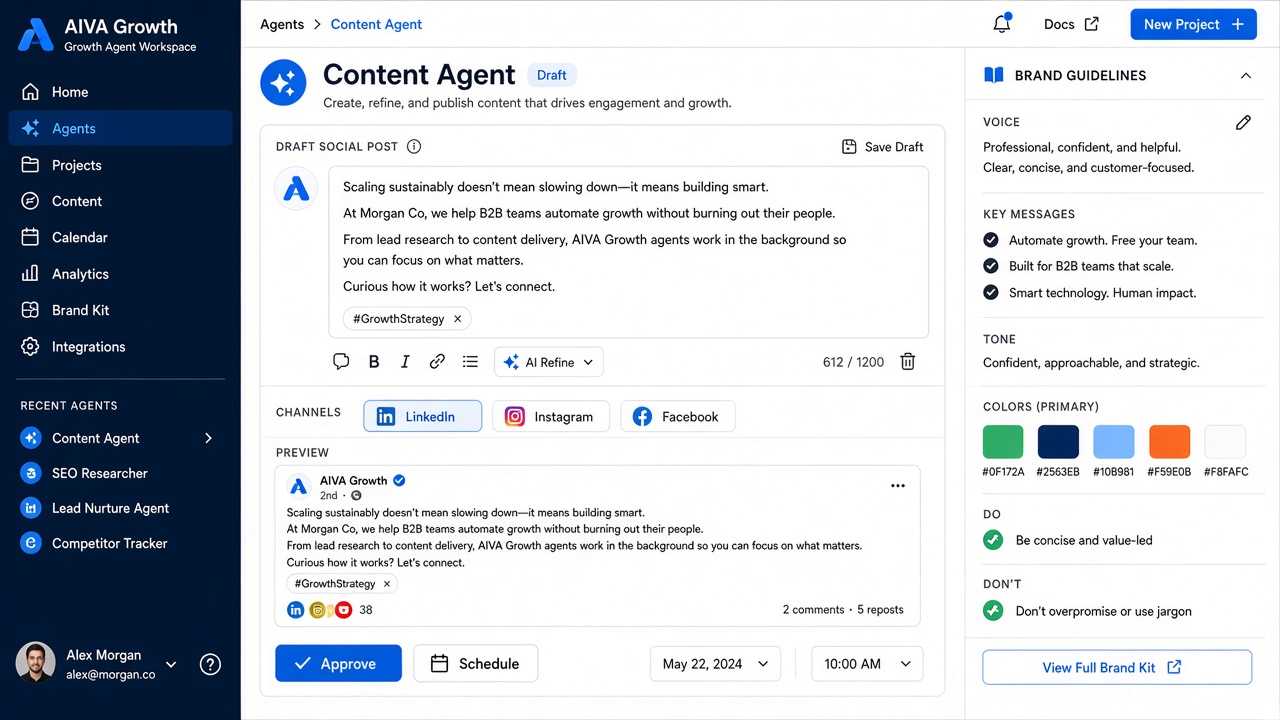 AIVA Growth
Growth Agent Workspace
Home
Agents
Projects
Content
Calendar
Analytics
Brand Kit
Integrations
RECENT AGENTS
Content Agent
SEO Researcher
Lead Nurture Agent
Competitor Tracker
Alex Morgan
alex@morgan.co
Agents > Content Agent
Docs
New Project +
Content Agent Draft
Create, refine, and publish content that drives engagement and growth.
DRAFT SOCIAL POST
Save Draft
Scaling sustainably doesn't mean slowing down—it means building smart.
At Morgan Co, we help B2B teams automate growth without burning out their people.
From lead research to content delivery, AIVA Growth agents work in the background so
you can focus on what matters.
Curious how it works? Let's connect.
#GrowthStrategy ×
B I AI Refine
612 / 1200
CHANNELS
in LinkedIn
Instagram
Facebook
PREVIEW
AIVA Growth
2nd ·
Scaling sustainably doesn't mean slowing down—it means building smart.
At Morgan Co, we help B2B teams automate growth without burning out their people.
From lead research to content delivery, AIVA Growth agents work in the background so you can focus on what matters.
Curious how it works? Let's connect.
#GrowthStrategy ×
in 38
2 comments · 5 reposts
Approve
Schedule
May 22, 2024
10:00 AM
BRAND GUIDELINES
VOICE
Professional, confident, and helpful.
Clear, concise, and customer-focused.
KEY MESSAGES
Automate growth. Free your team.
Built for B2B teams that scale.
Smart technology. Human impact.
TONE
Confident, approachable, and strategic.
COLORS (PRIMARY)
#0F172A #2563EB #10B981 #F59E0B #F8FAFC
DO
Be concise and value-led
DON'T
Don't overpromise or use jargon
View Full Brand Kit